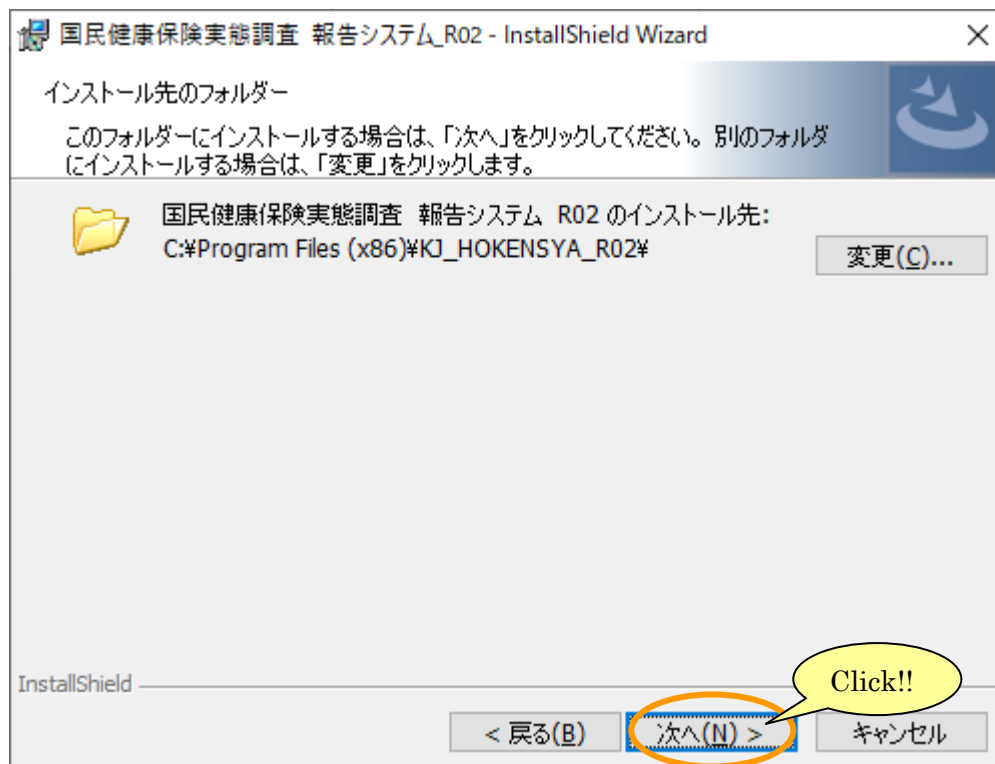 国民健康保険実態調査 報告システム_R02 - InstallShield Wizard
インストール先のフォルダー
このフォルダーにインストールする場合は、「次へ」をクリックしてください。別のフォルダ
にインストールする場合は、「変更」をクリックします。
国民健康保険実態調査 報告システム R02 のインストール先:
C:¥Program Files (x86)¥KJ_HOKENSYA_R02¥
変更(C)...
InstallShield
Click!!
< 戻る(B)
次へ(N) >
キャンセル